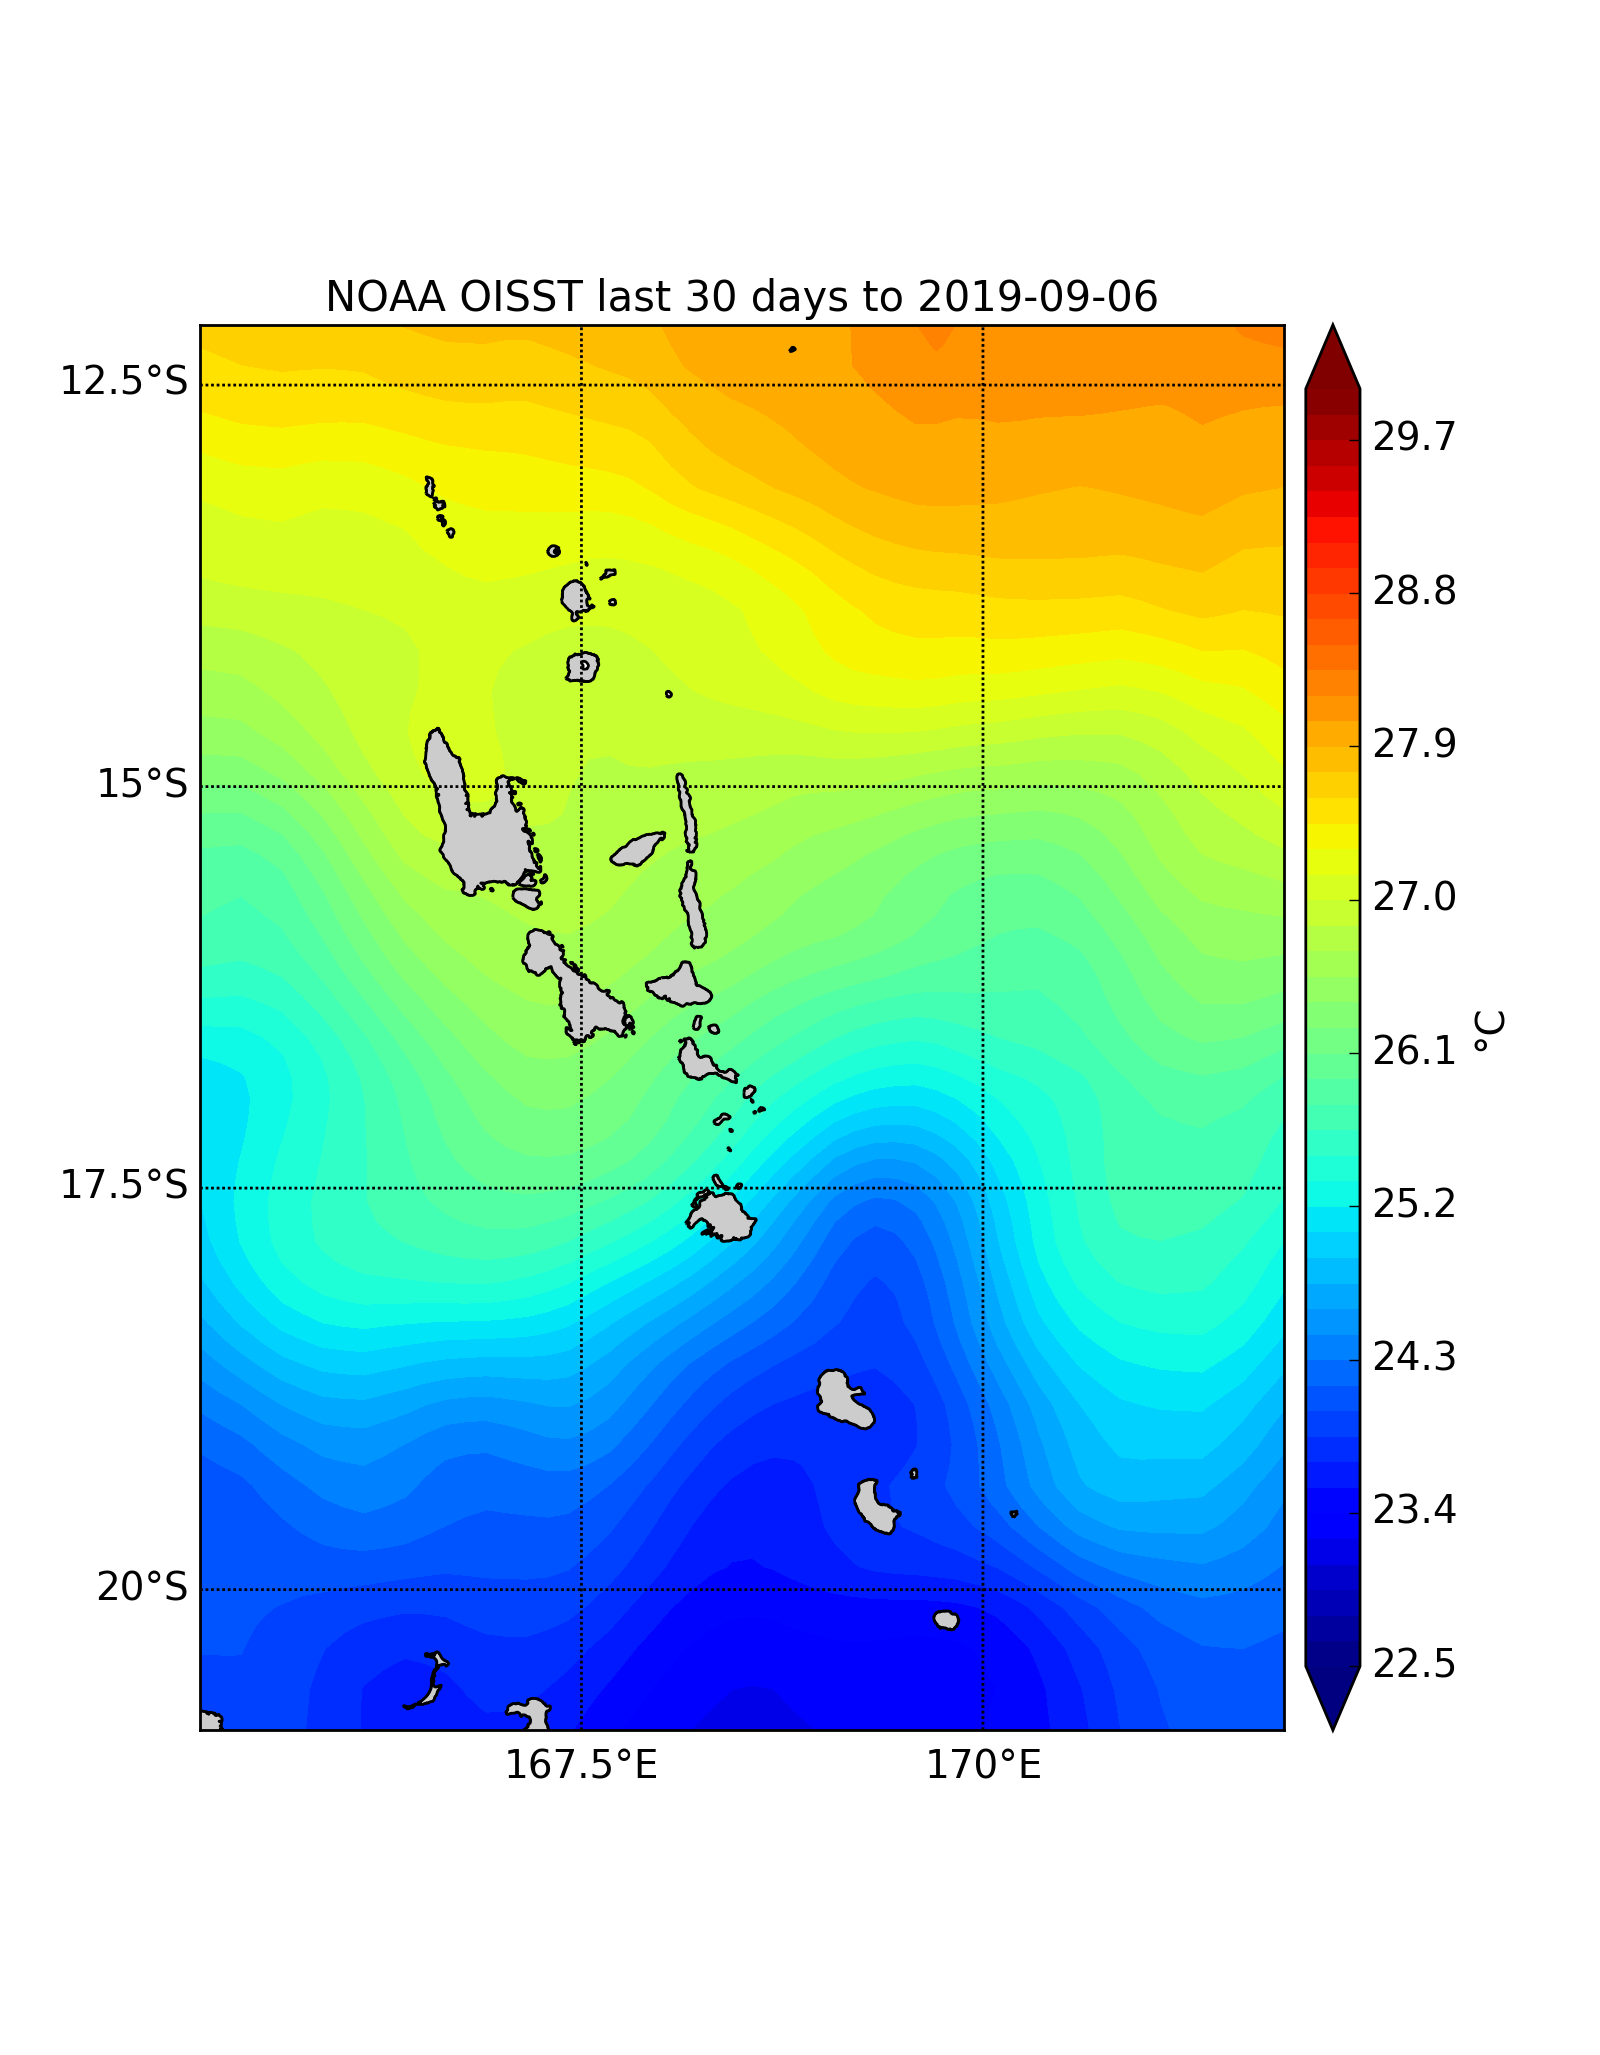 NOAA OISST last 30 days to 2019-09-06
12.5°S
15°S
17.5°S
20°S
167.5°E
170°E
29.7
28.8
27.9
27.0
26.1
25.2
24.3
23.4
22.5
°C